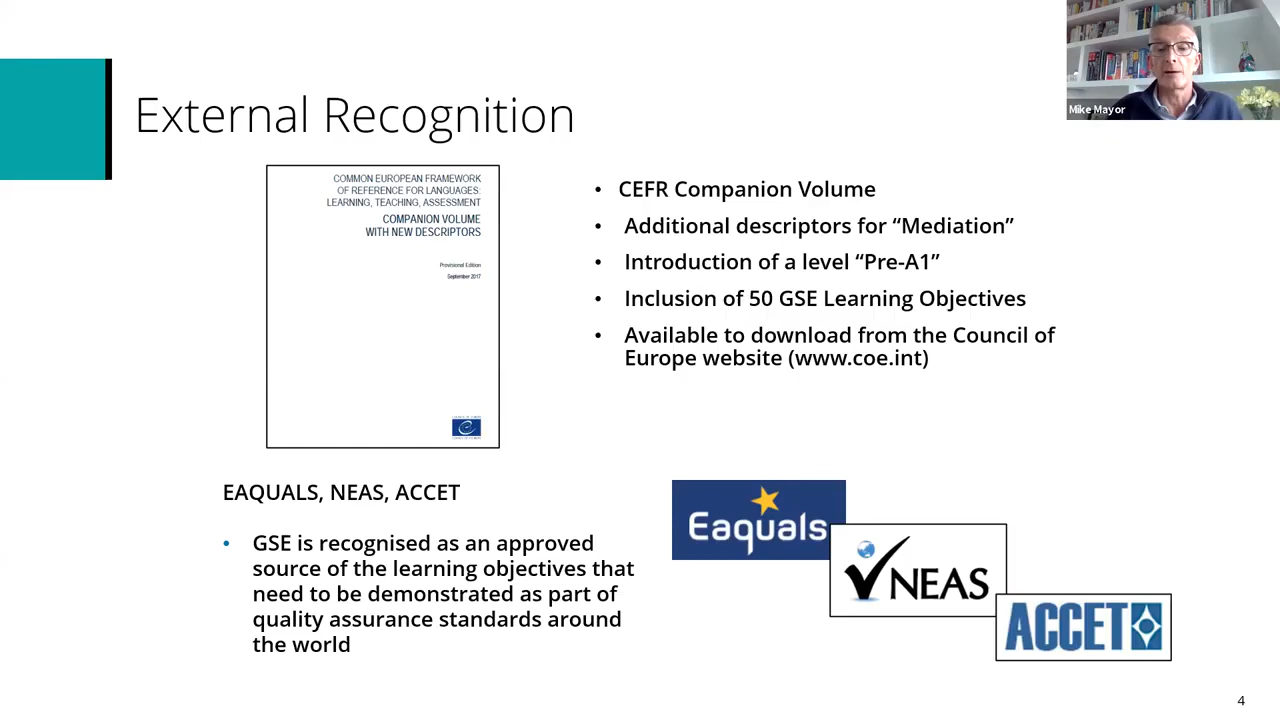 Mike Mayor
External Recognition
COMMON EUROPEAN FRAMEWORK
OF REFERENCE FOR LANGUAGES:
LEARNING, TEACHING, ASSESSMENT
COMPANION VOLUME
WITH NEW DESCRIPTORS
Provisional Edition
September 2017
• CEFR Companion Volume
• Additional descriptors for “Mediation”
• Introduction of a level “Pre-A1”
• Inclusion of 50 GSE Learning Objectives
• Available to download from the Council of
Europe website (www.coe.int)
EAQUALS, NEAS, ACCET
• GSE is recognised as an approved
source of the learning objectives that
need to be demonstrated as part of
quality assurance standards around
the world
Eaquals
NEAS
ACCET
4